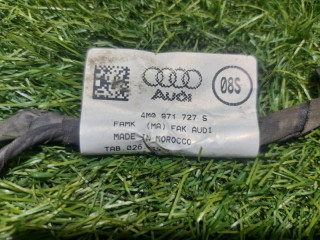 Audi
08S
4M0 971 727 S
FAMK (MA) FAK AUDI
MADE IN MOROCCO
TAB 026